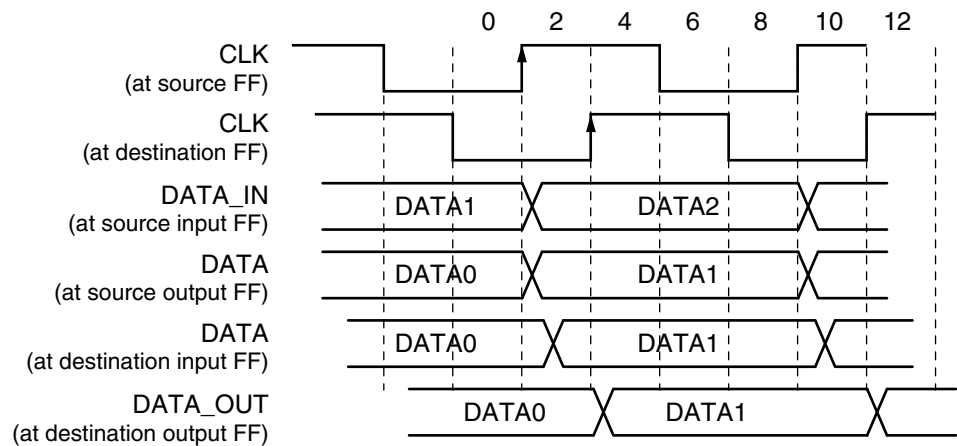 0 2 4 6 8 10 12
CLK
(at source FF)
CLK
(at destination FF)
DATA_IN
(at source input FF)
DATA1 DATA2
DATA
(at source output FF)
DATA0 DATA1
DATA
(at destination input FF)
DATA0 DATA1
DATA_OUT
(at destination output FF)
DATA0 DATA1